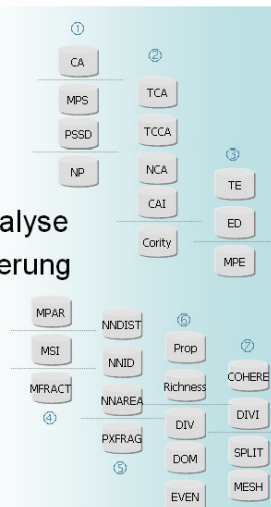 ①
CA
MPS
PSSD
NP
②
TCA
TCCA
NCA
CAI
Cority
③
TE
ED
MPE
alyse
erung
MPAR
MSI
MFRACT
④
NNDIST
NNID
NNAREA
PXFRAG
⑤
⑥
Prop
Richness
DIV
DOM
EVEN
⑦
COHERE
DIVI
SPLIT
MESH